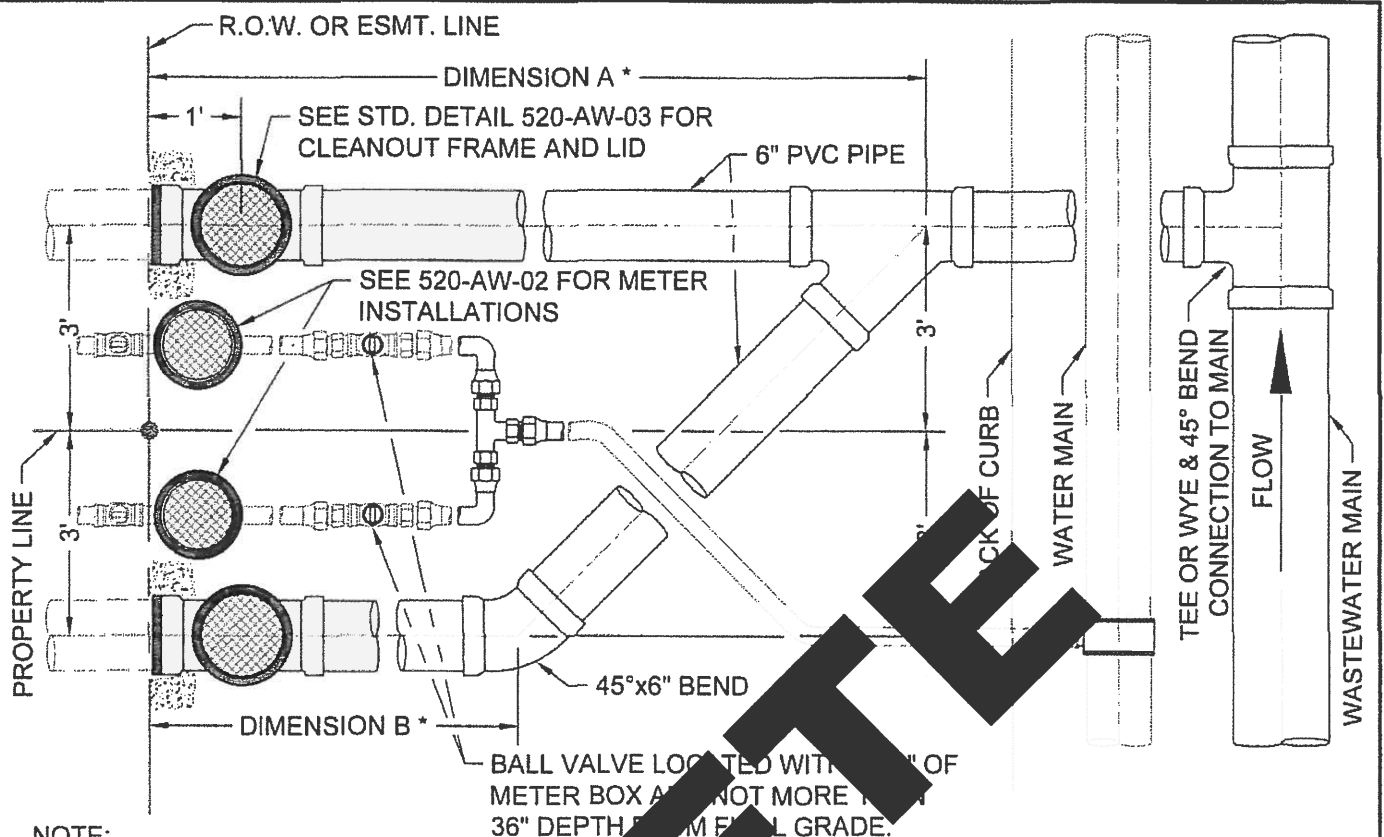 R.O.W. OR ESMT. LINE
DIMENSION A *
1'
SEE STD. DETAIL 520-AW-03 FOR
CLEANOUT FRAME AND LID
6" PVC PIPE
SEE 520-AW-02 FOR METER
INSTALLATIONS
3'
3'
3'
PROPERTY LINE
OF CURB
WATER MAIN
TEE OR WYE & 45° BEND
CONNECTION TO MAIN
FLOW
WASTEWATER MAIN
45°x6" BEND
DIMENSION B *
BALL VALVE OF
METER BOX NOT MORE
36" DEPTH GRADE.
NOTE: